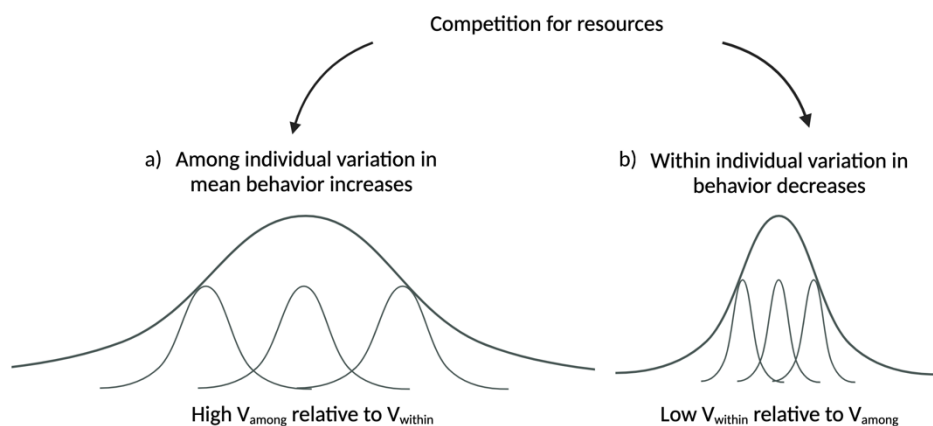 Competition for resources
a) Among individual variation in
mean behavior increases
b) Within individual variation in
behavior decreases
High Vamong relative to Vwithin
Low Vwithin relative to Vamong